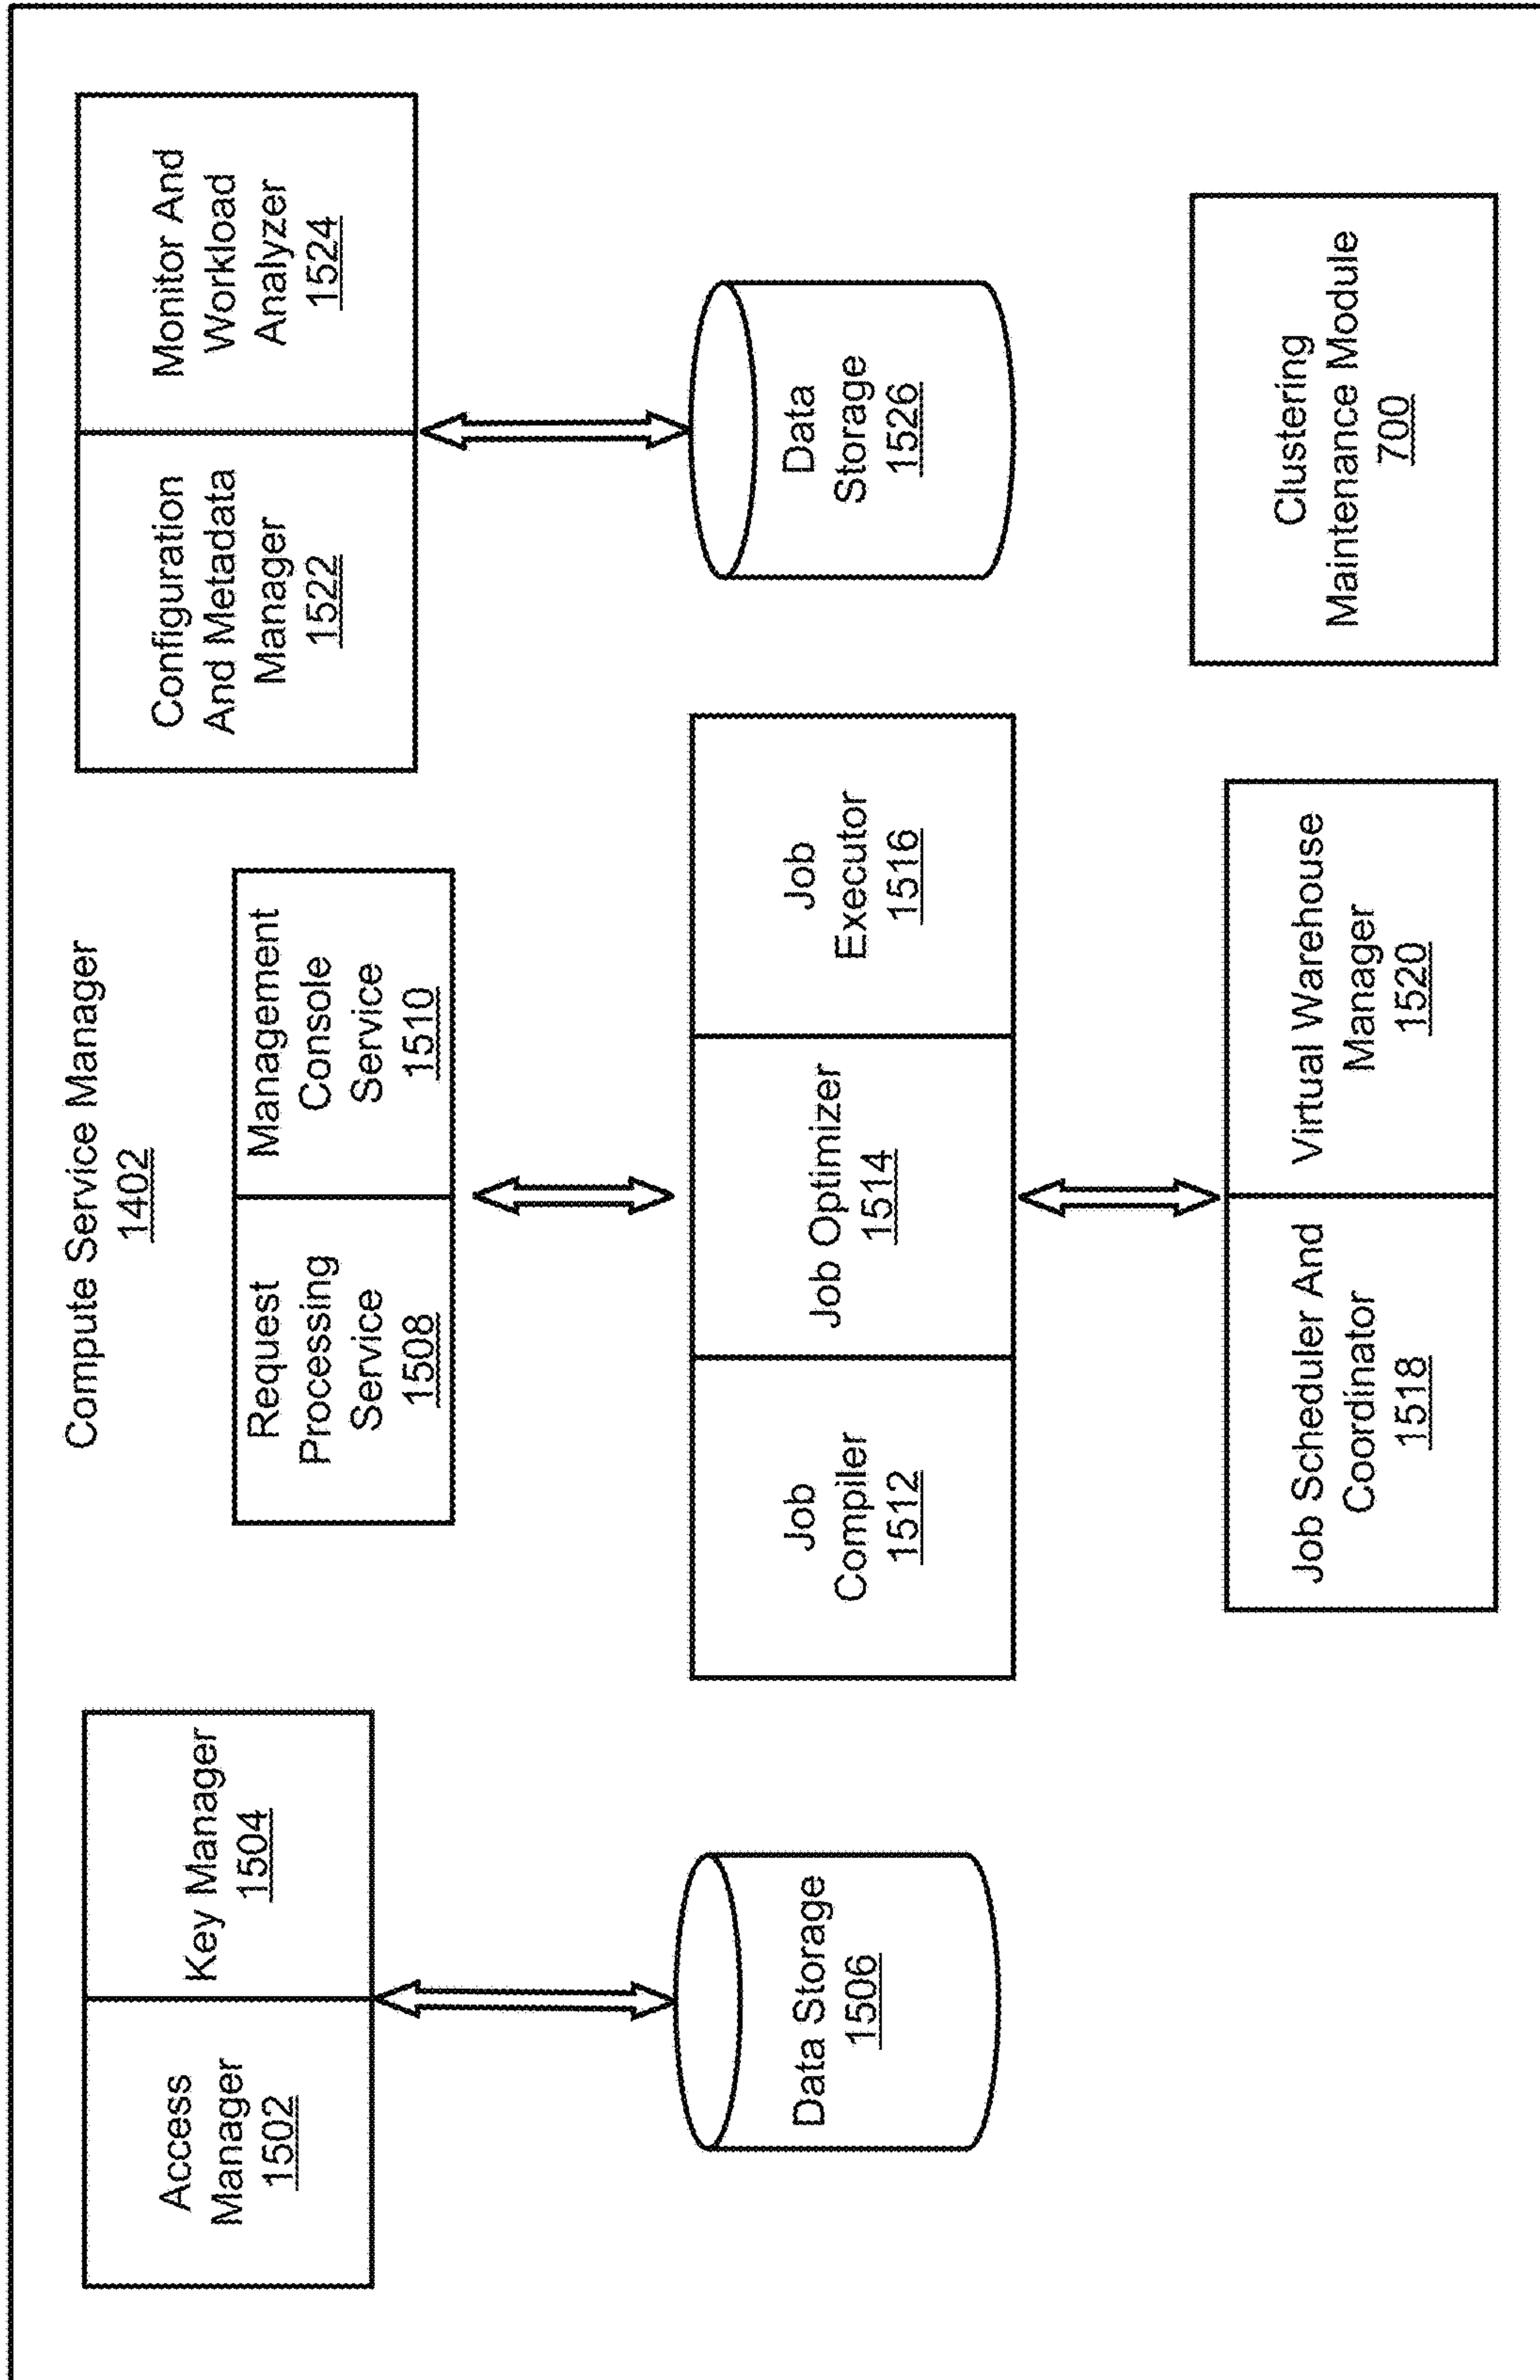 Compute Service Manager
1402
Access
Manager
1502
Key Manager
1504
Request
Processing
Service
1508
Management
Console
Service
1510
Configuration
And Metadata
Manager
1522
Monitor And
Workload
Analyzer
1524
Data Storage
1506
Job
Compiler
1512
Job Optimizer
1514
Job
Executor
1516
Data
Storage
1526
Job Scheduler And
Coordinator
1518
Virtual Warehouse
Manager
1520
Clustering
Maintenance Module
700